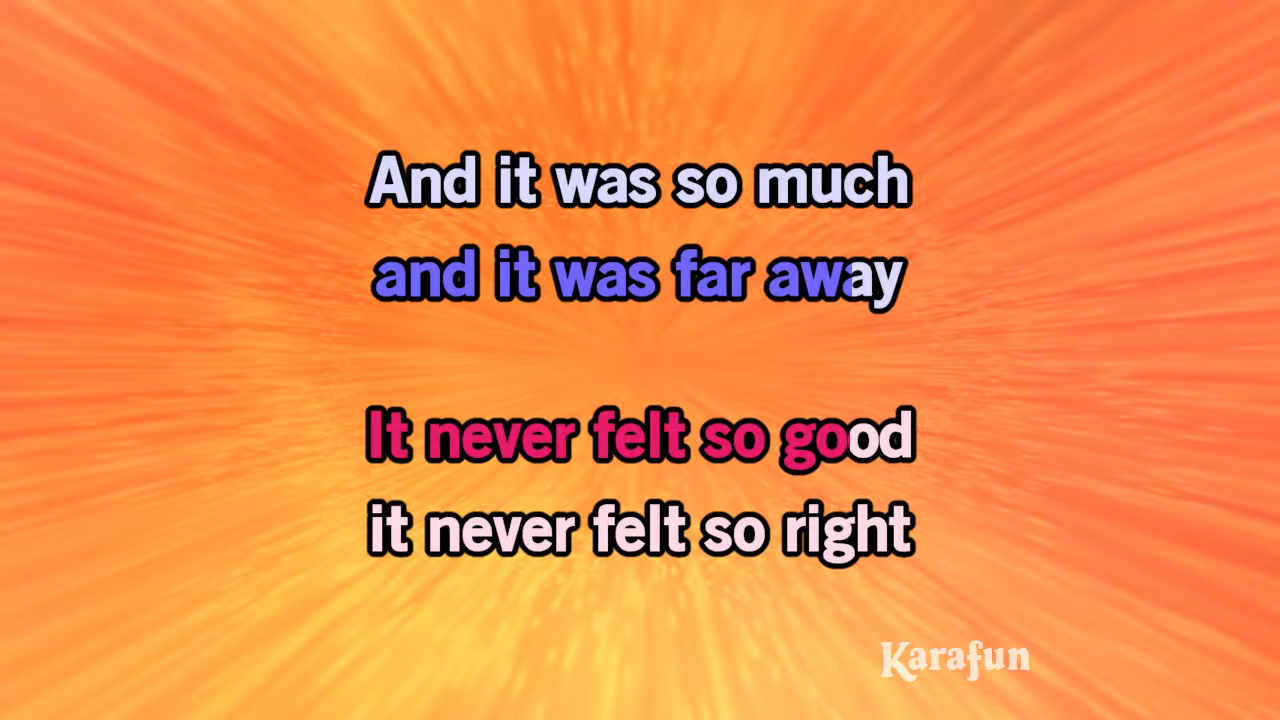 And it was so much
and it was far away
It never felt so good
it never felt so right
Karafun